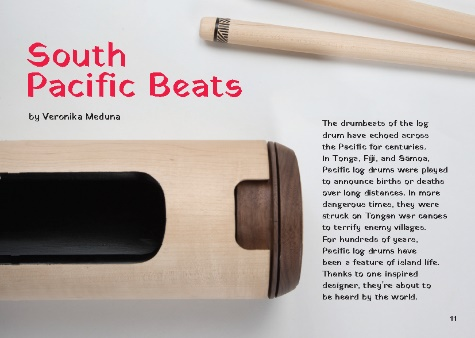 South
Pacific Beats
by Veronika Meduna
The drumbeats of the log
drum have echoed across
the Pacific for centuries.
In Tonga, Fiji, and Sāmoa,
Pacific log drums were played
to announce births or deaths
over long distances. In more
dangerous times, they were
struck on Tongan war canoes
to terrify enemy villages.
For hundreds of years,
Pacific log drums have
been a feature of island life.
Thanks to one inspired
designer, they're about to
be heard by the world.
11